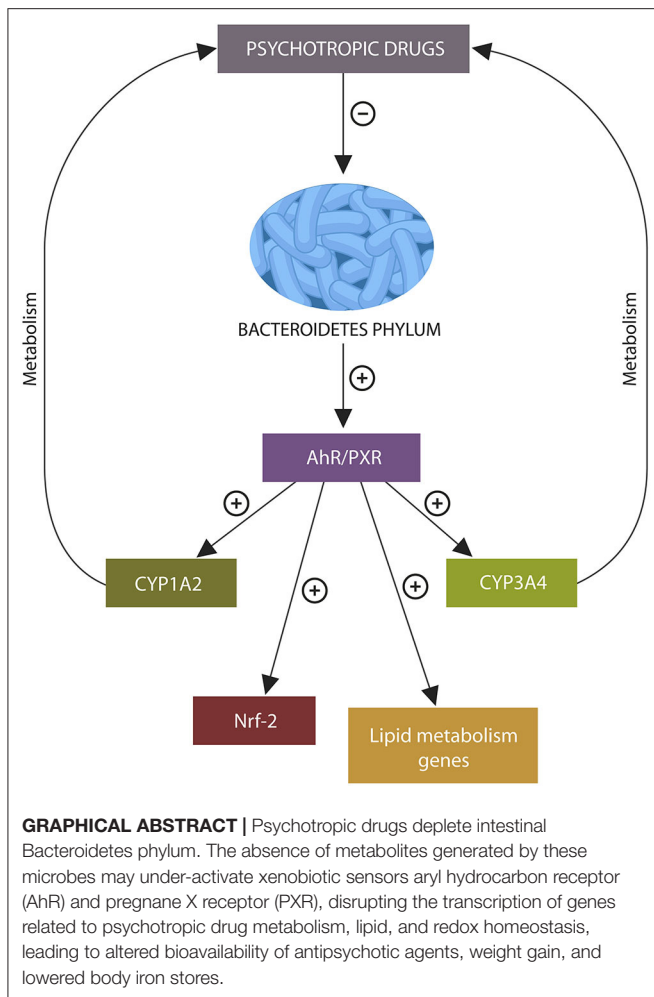 PSYCHOTROPIC DRUGS
−
BACTEROIDETES PHYLUM
+
Metabolism
Metabolism
AhR/PXR
+
+
CYP1A2
+
+
CYP3A4
Nrf-2
Lipid metabolism
genes
GRAPHICAL ABSTRACT | Psychotropic drugs deplete intestinal
Bacteroidetes phylum. The absence of metabolites generated by these
microbes may under-activate xenobiotic sensors aryl hydrocarbon receptor
(AhR) and pregnane X receptor (PXR), disrupting the transcription of genes
related to psychotropic drug metabolism, lipid, and redox homeostasis,
leading to altered bioavailability of antipsychotic agents, weight gain, and
lowered body iron stores.